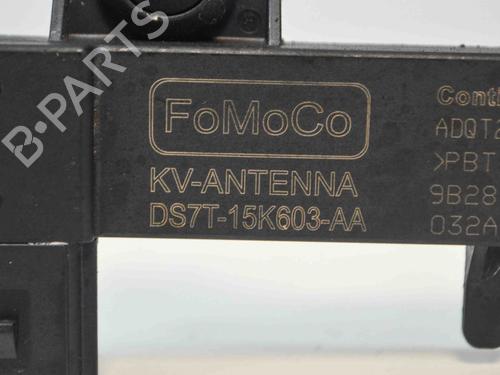 B-PARTS
FoMoCo
KV-ANTENNA
DS7T-15K603-AA
Conti
ADQT2
>PBT
9B28
032A